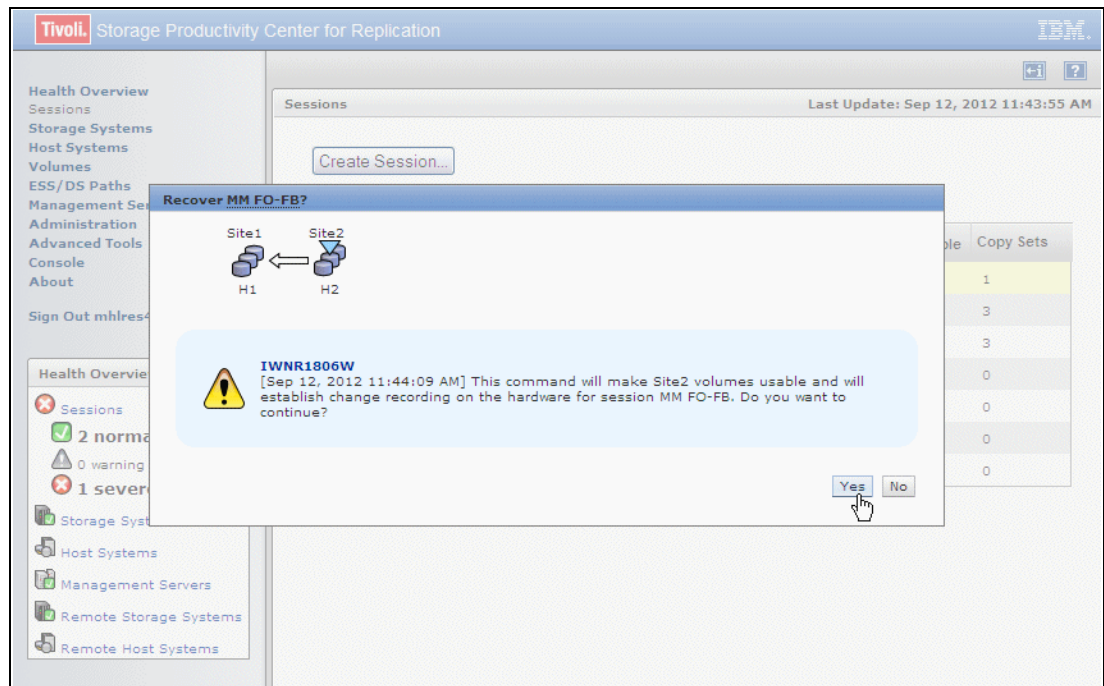 Tivoli. Storage Productivity Center for Replication
IBM.
Health Overview
Sessions
Storage Systems
Host Systems
Volumes
ESS/DS Paths
Management Ser
Administration
Advanced Tools
Console
About
Sign Out mhlres4
Health Overvie
Sessions
2 norma
0 warning
1 severe
Storage Syst
Host Systems
Management Servers
Remote Storage Systems
Remote Host Systems
Sessions
Last Update: Sep 12, 2012 11:43:55 AM
Create Session...
ble Copy Sets
1
3
3
0
0
0
0
Recover MM FO-FB?
Site1 Site2
H1 H2
IWNR1806W
[Sep 12, 2012 11:44:09 AM] This command will make Site2 volumes usable and will
establish change recording on the hardware for session MM FO-FB. Do you want to
continue?
Yes No